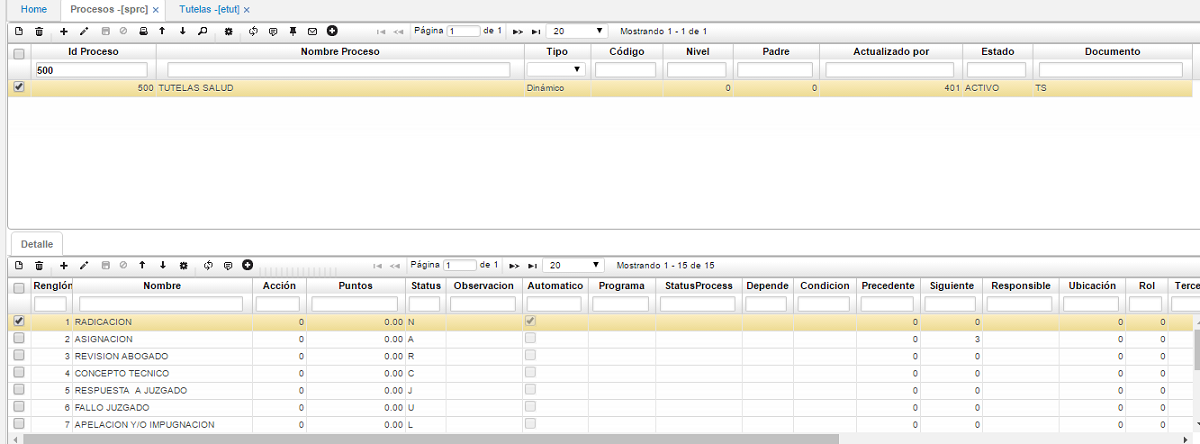 Home Procesos -[sprc] × Tutelas -[etut] ×
Página 1 de 1 20 Mostrando 1 - 1 de 1
Id Proceso Nombre Proceso Tipo Código Nivel Padre Actualizado por Estado Documento
500
500 TUTELAS SALUD Dinámico 0 0 401 ACTIVO TS
Detalle
Página 1 de 1 20 Mostrando 1 - 15 de 15
Renglón Nombre Acción Puntos Status Observacion Automatico Programa StatusProcess Depende Condicion Precedente Siguiente Responsible Ubicación Rol Terce
1 RADICACION 0 0.00 N 0 0 0 0
2 ASIGNACION 0 0.00 A 0 3 0 0
3 REVISION ABOGADO 0 0.00 R 0 0 0 0
4 CONCEPTO TECNICO 0 0.00 C 0 0 0 0
5 RESPUESTA A JUZGADO 0 0.00 J 0 0 0 0
6 FALLO JUZGADO 0 0.00 U 0 0 0 0
7 APELACION Y/O IMPUGNACION 0 0.00 L 0 0 0 0